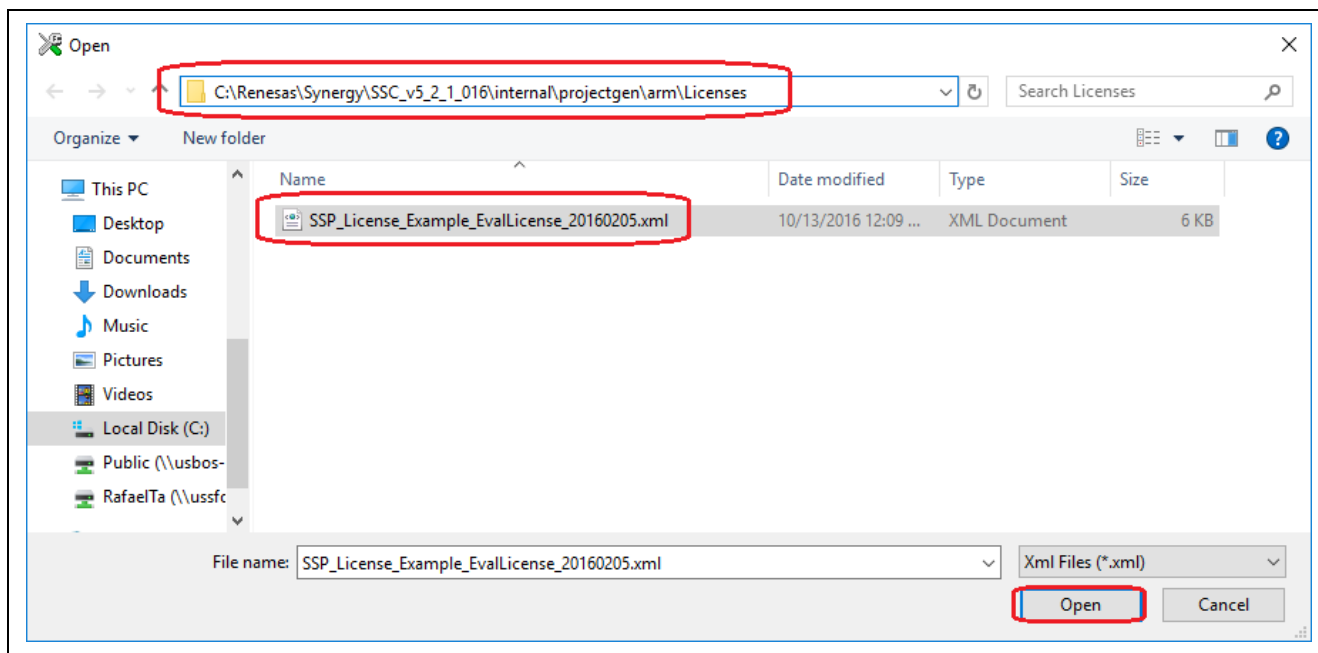 Open
C:\Renesas\Synergy\SSC_v5_2_1_016\internal\projectgen\arm\Licenses
Search Licenses
Organize
New folder
This PC
Desktop
Documents
Downloads
Music
Pictures
Videos
Local Disk (C:)
Public (\\usbos-
RafaelTa (\\ussfc
Name Date modified Type Size
SSP_License_Example_EvalLicense_20160205.xml 10/13/2016 12:09 ... XML Document 6 KB
File name: SSP_License_Example_EvalLicense_20160205.xml Xml Files (*.xml)
Open Cancel